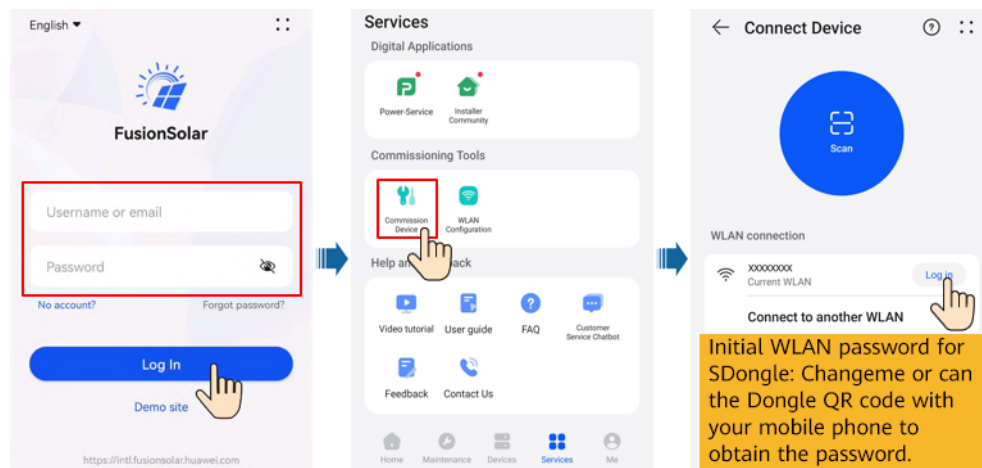 English
FusionSolar
Username or email
Password
No account?
Forgot password?
Log In
Demo site
https://intl.fusionsolar.huawei.com
Services
Digital Applications
Power-Service
Installer
Community
Commissioning Tools
Commission
Device
WLAN
Configuration
Help an
back
Video tutorial
User guide
FAQ
Customer
Service Chatbot
Feedback
Contact Us
Home
Maintenance
Devices
Services
Me
Connect Device
Scan
WLAN connection
XXXXXXXX
Current WLAN
Log in
Connect to another WLAN
Initial WLAN password for
SDongle: Changeme or can
the Dongle QR code with
your mobile phone to
obtain the password.